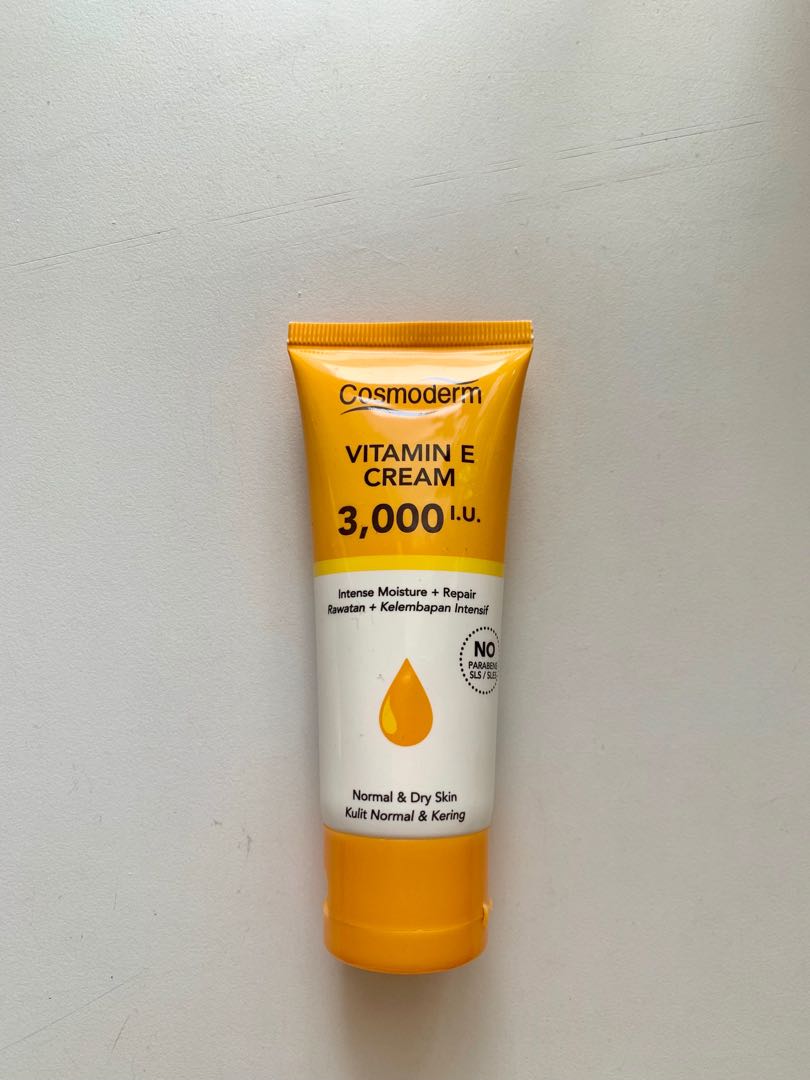 Cosmoderm
VITAMIN E
CREAM
3,000 I.U.
Intense Moisture + Repair
Rawatan + Kelembapan Intensif
NO
PARABENS
SLS / SLES
Normal & Dry Skin
Kulit Normal & Kering